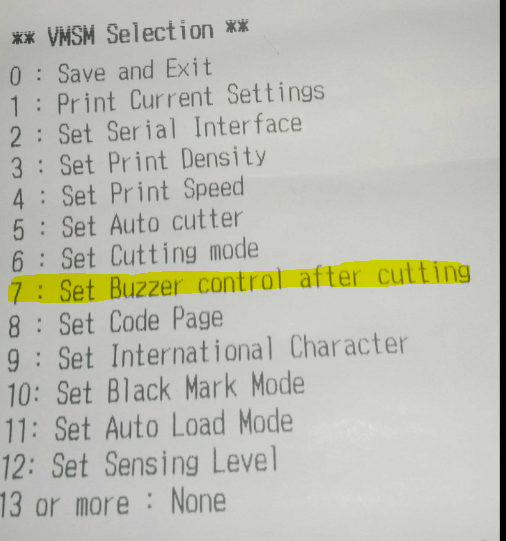 ** VMSM Selection **
0 : Save and Exit
1 : Print Current Settings
2 : Set Serial Interface
3 : Set Print Density
4 : Set Print Speed
5 : Set Auto cutter
6 : Set Cutting mode
7 : Set Buzzer control after cutting
8 : Set Code Page
9 : Set International Character
10: Set Black Mark Mode
11: Set Auto Load Mode
12: Set Sensing Level
13 or more : None